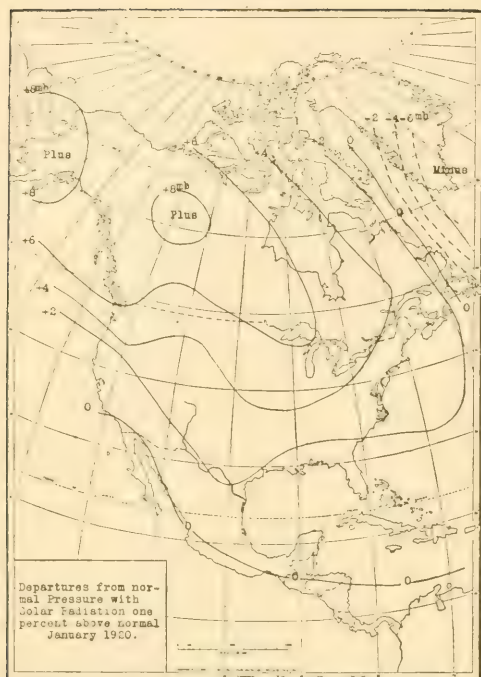 +8mb
Plus
+8
+8mb
Plus
+6
+4
+2
0
-2 -4 -6mb
Minus
0
+6
+4
+2
0
0
0
0
0
Departures from nor-
mal Pressure with
Solar Radiation one
percent above normal
January 1920.